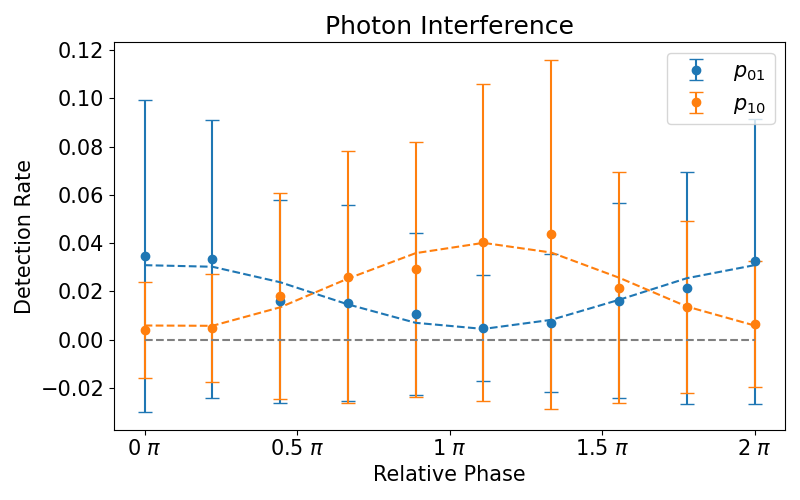 Photon Interference
Detection Rate
0.12
0.10
0.08
0.06
0.04
0.02
0.00
−0.02
p₀₁
p₁₀
0 π
0.5 π
1 π
1.5 π
2 π
Relative Phase